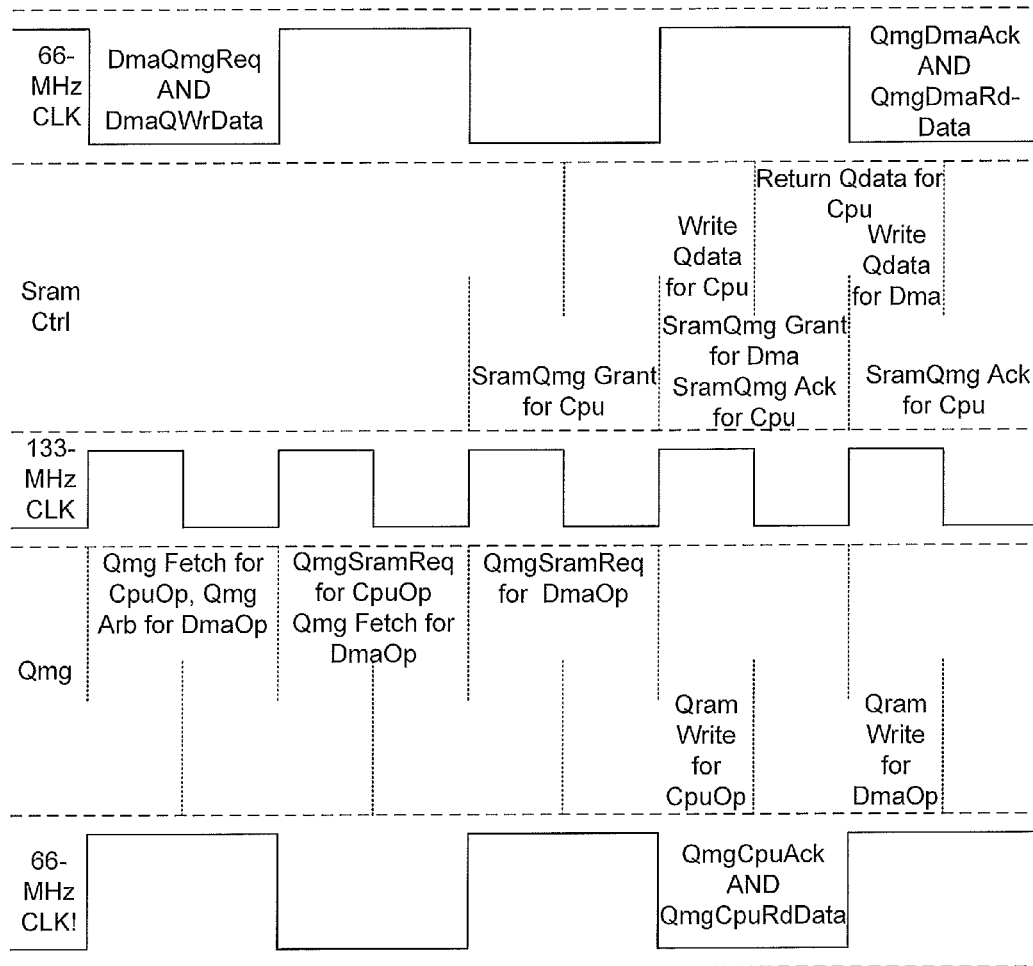 66-
MHz
CLK
DmaQmgReq
AND
DmaQWrData
QmgDmaAck
AND
QmgDmaRd-
Data
Sram
Ctrl
Return Qdata for
Cpu
Write
Qdata
for Cpu
Write
Qdata
for Dma
SramQmg Grant
for Cpu
SramQmg Grant
for Dma
SramQmg Ack
for Cpu
SramQmg Ack
for Cpu
133-
MHz
CLK
Qmg
Qmg Fetch for
CpuOp, Qmg
Arb for DmaOp
QmgSramReq
for CpuOp
Qmg Fetch for
DmaOp
QmgSramReq
for DmaOp
Qram
Write
for
CpuOp
Qram
Write
for
DmaOp
66-
MHz
CLK!
QmgCpuAck
AND
QmgCpuRdData